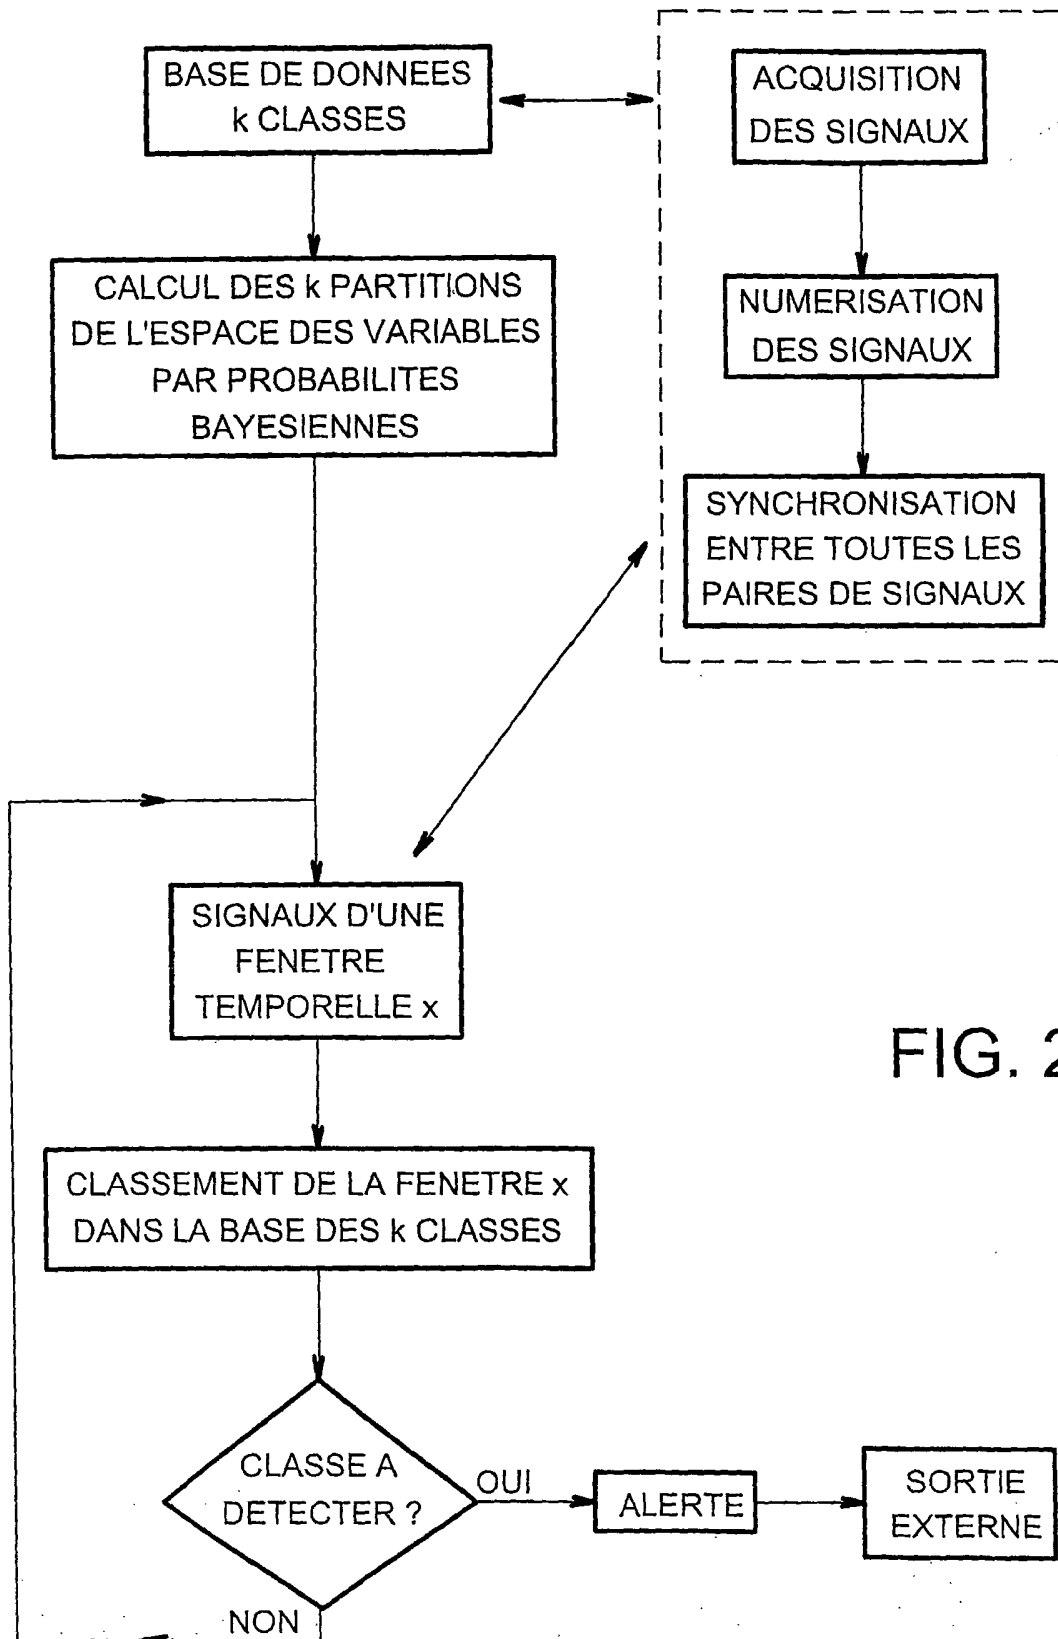 BASE DE DONNEES
k CLASSES
ACQUISITION
DES SIGNAUX
CALCUL DES k PARTITIONS
DE L'ESPACE DES VARIABLES
PAR PROBABILITES
BAYESIENNES
NUMERISATION
DES SIGNAUX
SYNCHRONISATION
ENTRE TOUTES LES
PAIRES DE SIGNAUX
SIGNAUX D'UNE
FENETRE
TEMPORELLE x
FIG. 2
CLASSEMENT DE LA FENETRE x
DANS LA BASE DES k CLASSES
CLASSE A
DETECTER ?
OUI
ALERTE
SORTIE
EXTERNE
NON